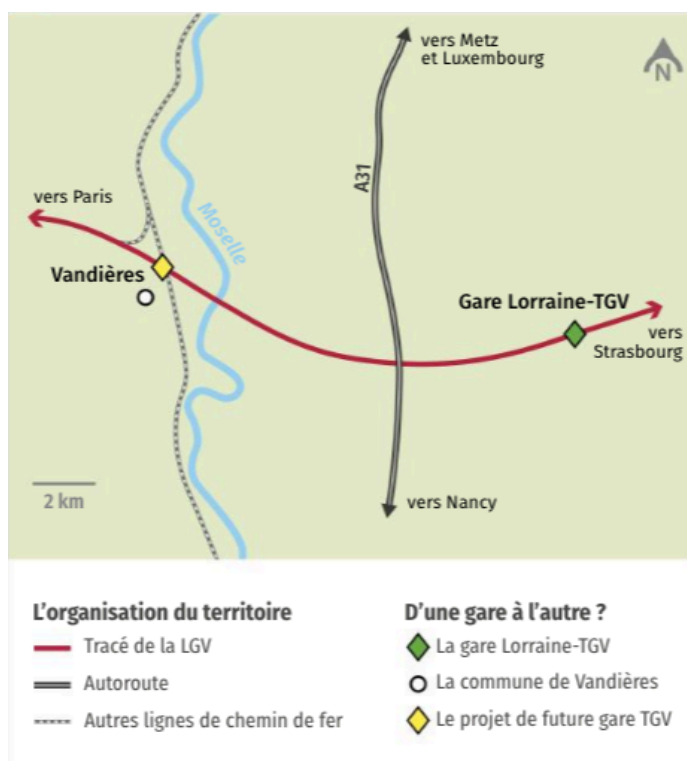 vers Metz
et Luxembourg
N
A31
vers Paris
Moselle
Vandières
Gare Lorraine-TGV
vers
Strasbourg
2 km
vers Nancy
L'organisation du territoire
Tracé de la LGV
Autoroute
Autres lignes de chemin de fer
D'une gare à l'autre ?
La gare Lorraine-TGV
La commune de Vandières
Le projet de future gare TGV